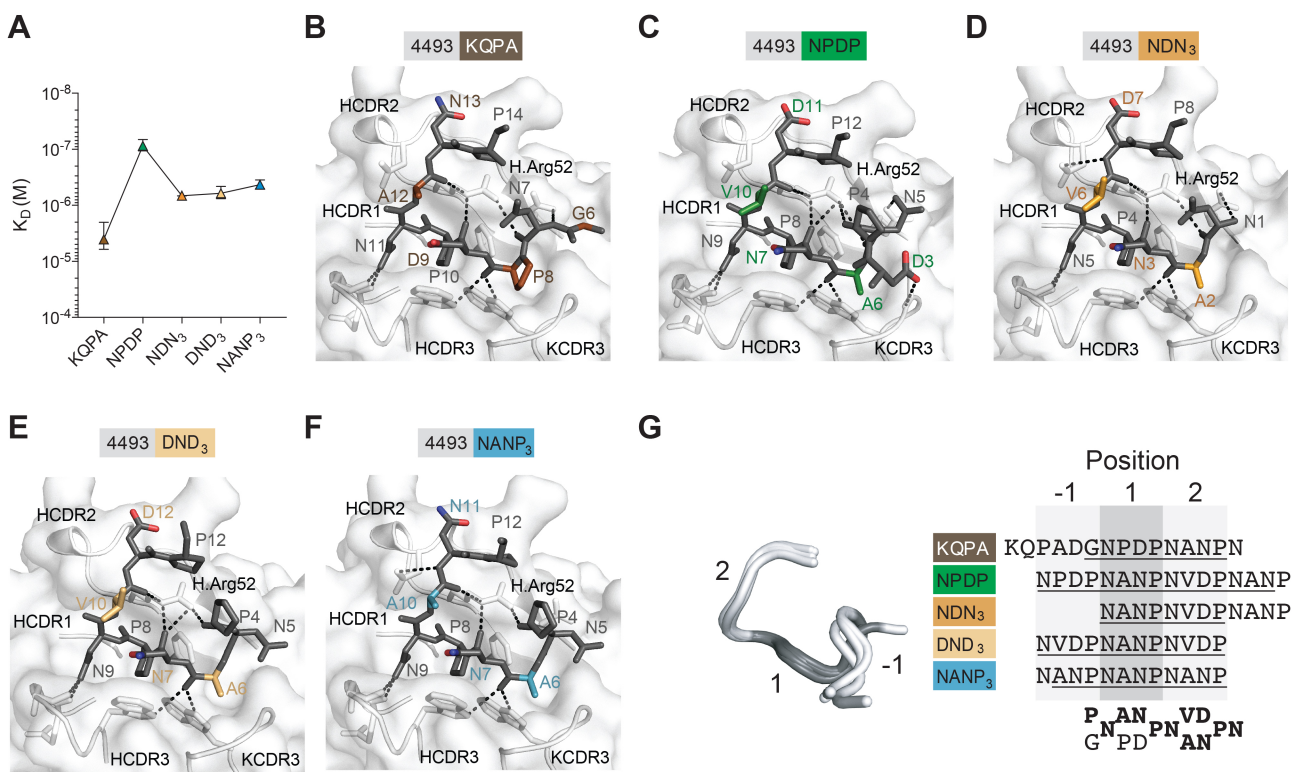 A
10-8
10-7
10-6
10-5
10-4
KD (M)
KQPA
NPDP
NDN3
DND3
NANP3
B
4493 KQPA
HCDR2
N13
P14
H.Arg52
A12
N7
HCDR1
G6
N11
D9
P10
P8
HCDR3
KCDR3
C
4493 NPDP
HCDR2
D11
P12
H.Arg52
V10
P4
N5
HCDR1
P8
N9
N7
D3
A6
HCDR3
KCDR3
D
4493 NDN3
HCDR2
D7
P8
H.Arg52
V6
HCDR1
P4
N1
N5
N3
A2
HCDR3
KCDR3
E
4493 DND3
HCDR2
D12
P12
H.Arg52
V10
HCDR1
P8
P4
N5
N9
N7
A6
HCDR3
KCDR3
F
4493 NANP3
HCDR2
N11
P12
H.Arg52
A10
HCDR1
P8
P4
N5
N9
N7
A6
HCDR3
KCDR3
G
2
1
-1
Position
-1 1 2
KQPA KQPADGNPDPNANPN
NPDP NPDPNANPNVDPNANP
NDN3 NANPNVDPNANP
DND3 NVDPNANPNVDP
NANP3 NANPNANPNANP
PNANPNVDPN
G PD AN